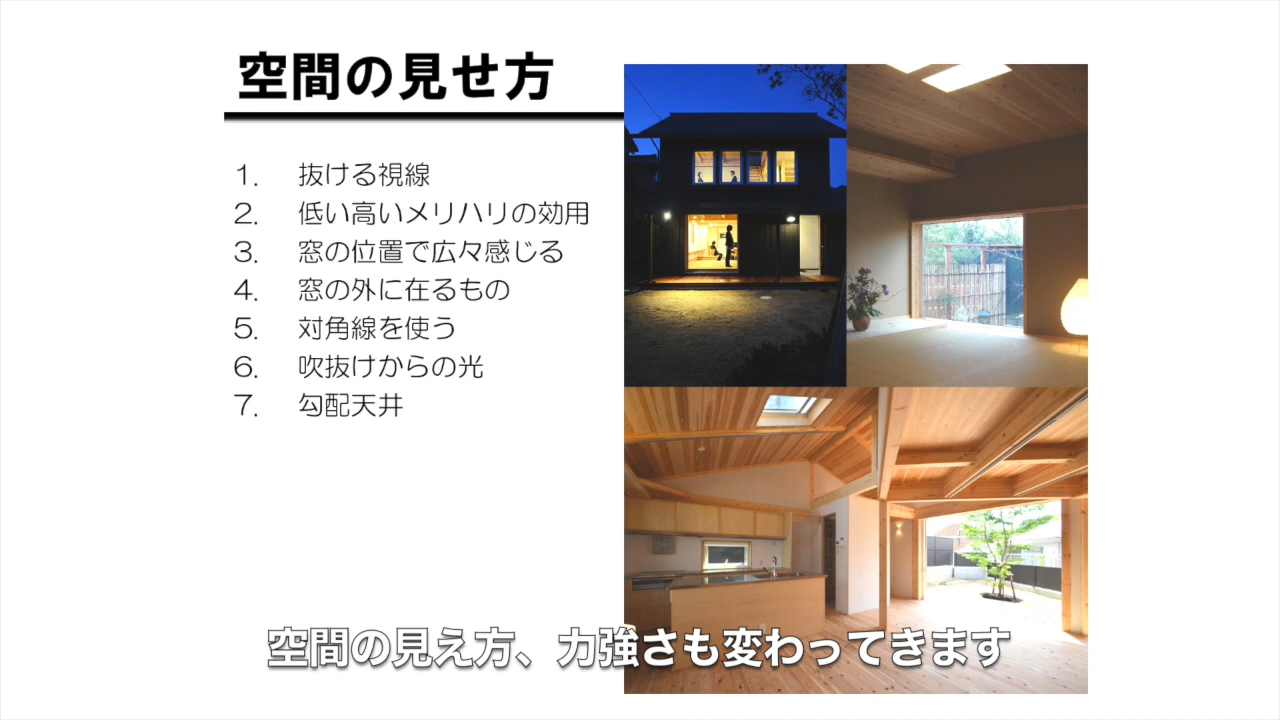 空間の見せ方
1. 抜ける視線
2. 低い高いメリハリの効用
3. 窓の位置で広々感じる
4. 窓の外に在るもの
5. 対角線を使う
6. 吹抜けからの光
7. 勾配天井
空間の見え方、力強さも変わってきます